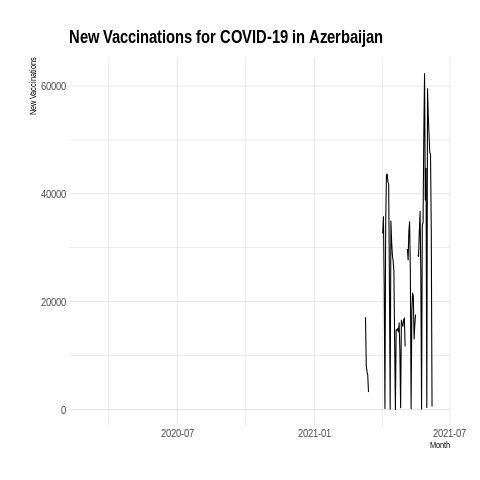 New Vaccinations for COVID-19 in Azerbaijan
New Vaccinations
60000
40000
20000
0
2020-07
2021-01
2021-07
Month